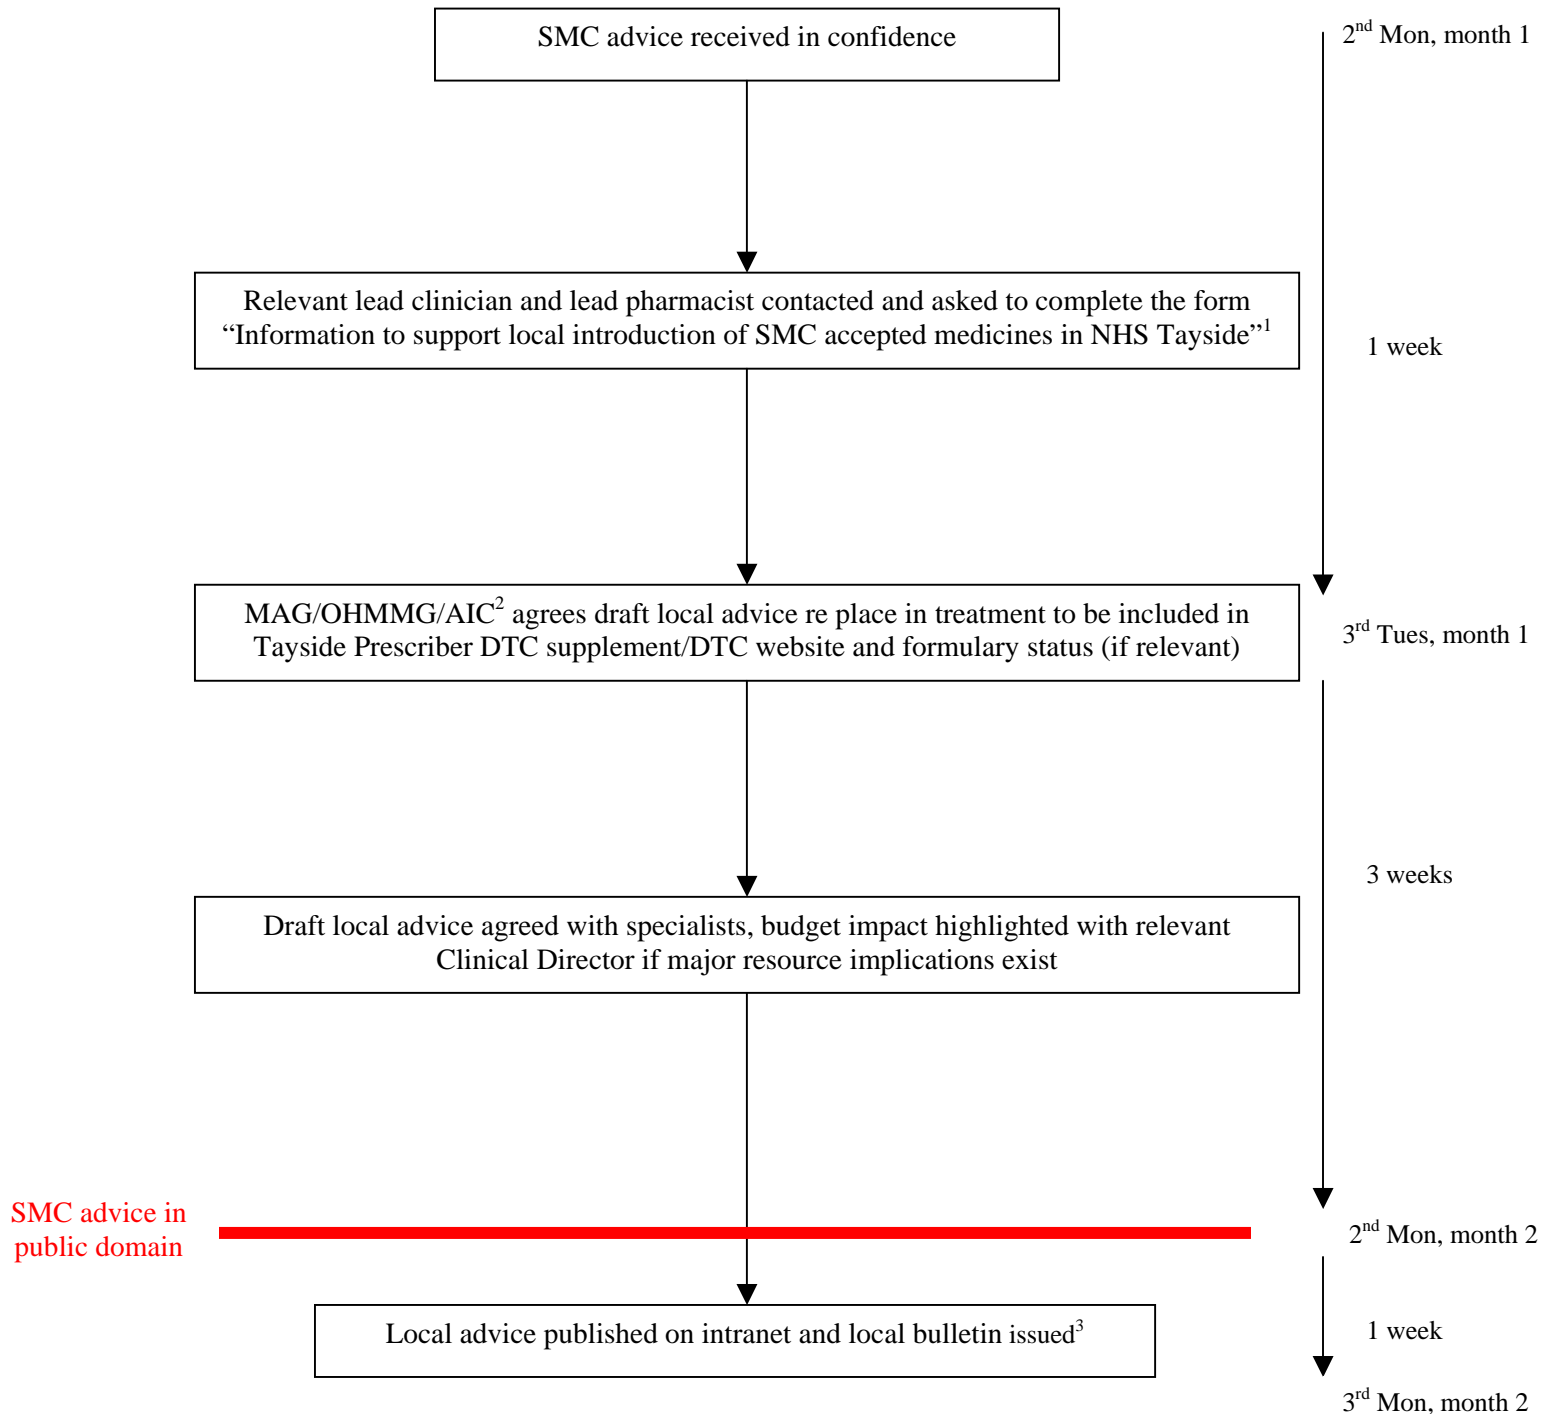 SMC advice received in confidence
2nd Mon, month 1
Relevant lead clinician and lead pharmacist contacted and asked to complete the form
“Information to support local introduction of SMC accepted medicines in NHS Tayside”1
1 week
MAG/OHMMG/AIC2 agrees draft local advice re place in treatment to be included in
Tayside Prescriber DTC supplement/DTC website and formulary status (if relevant)
3rd Tues, month 1
3 weeks
Draft local advice agreed with specialists, budget impact highlighted with relevant
Clinical Director if major resource implications exist
SMC advice in
public domain
2nd Mon, month 2
Local advice published on intranet and local bulletin issued3
1 week
3rd Mon, month 2